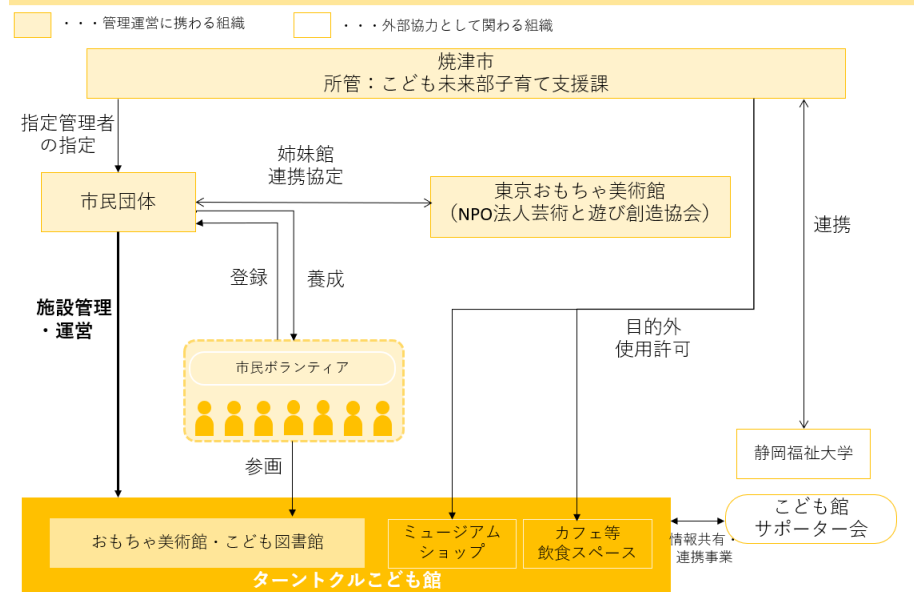 ・・・管理運営に携わる組織
・・・外部協力として関わる組織
焼津市
所管：こども未来部子育て支援課
指定管理者
の指定
姉妹館
連携協定
市民団体
東京おもちゃ美術館
（NPO法人芸術と遊び創造協会）
連携
登録
養成
施設管理
・運営
目的外
使用許可
市民ボランティア
参画
静岡福祉大学
こども館
サポーター会
おもちゃ美術館・こども図書館
ミュージアム
ショップ
カフェ等
飲食スペース
情報共有・
連携事業
ターントクルこども館